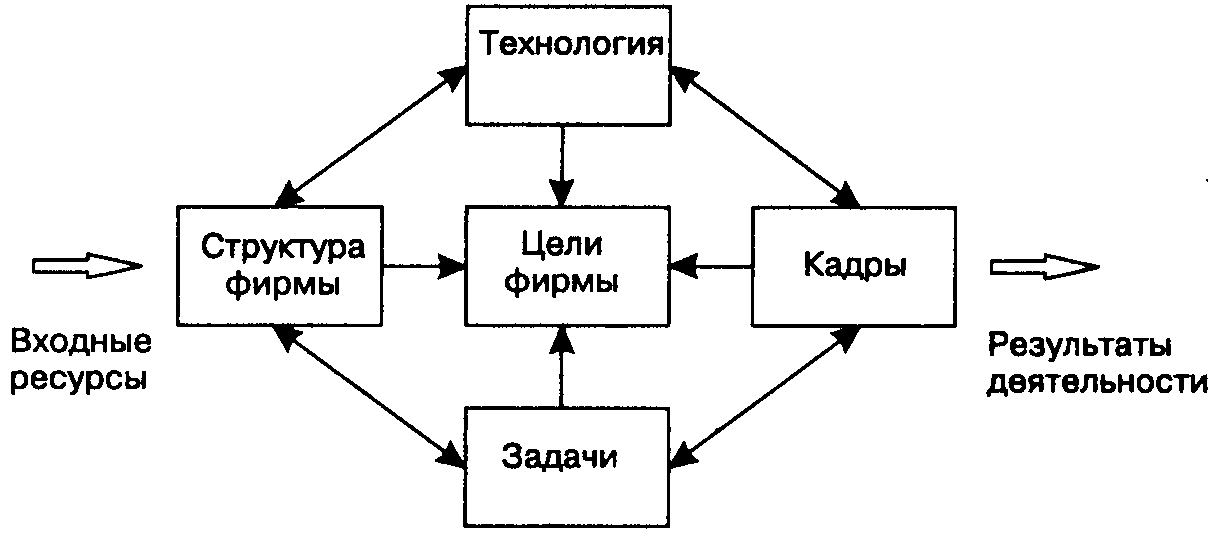 Технология
Структура
фирмы
Цели
фирмы
Кадры
Входные
ресурсы
Результаты
деятельности
Задачи